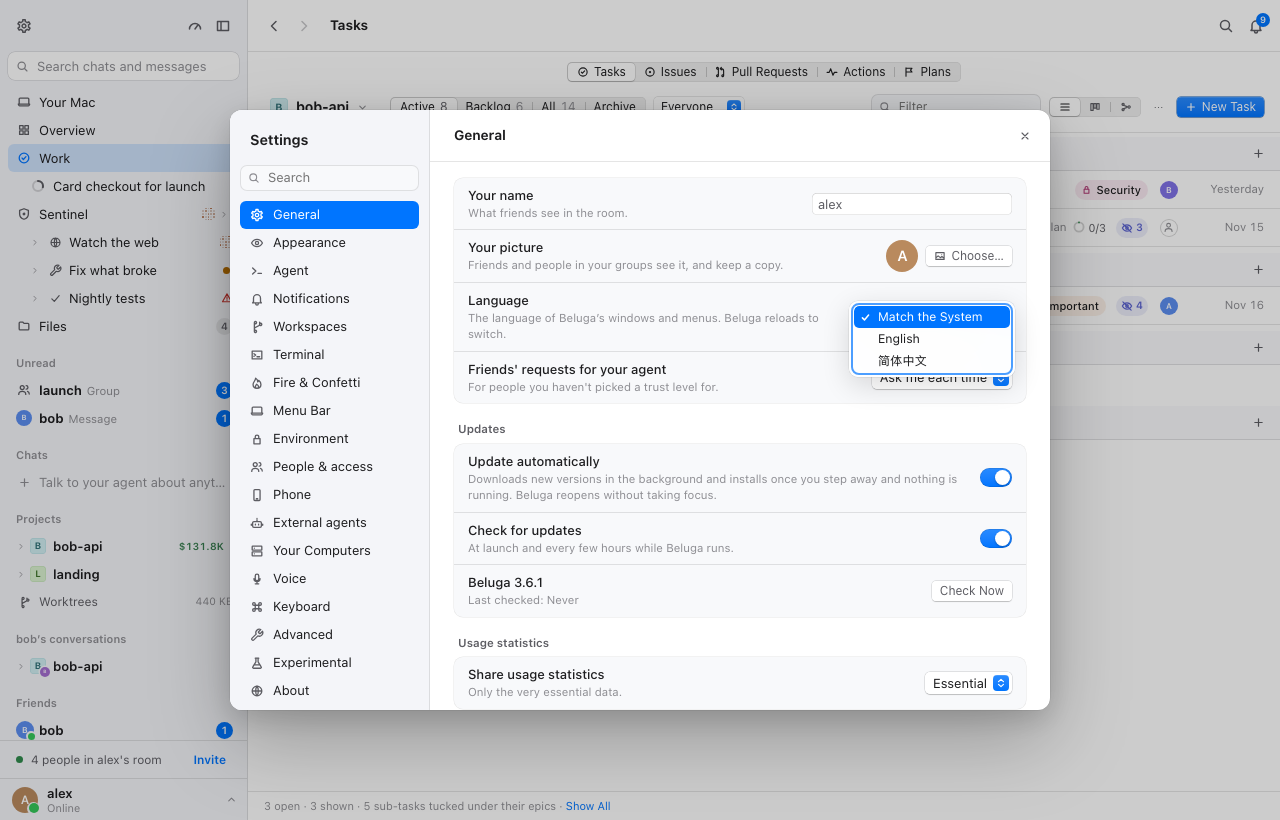 Search chats and messages
Your Mac
Overview
Work
Card checkout for launch
Sentinel
Watch the web
Fix what broke
Nightly tests
Files 4
Unread
launch Group 3
B bob Message 1
Chats
Talk to your agent about anyt...
Projects
B bob-api $131.8K
L landing
Worktrees 440 KB
bob's conversations
B bob-api
Friends
B bob 1
4 people in alex's room Invite
A alex
Online
Tasks
9
Tasks Issues Pull Requests Actions Plans
B bob-api Active 8 Backlog 6 All 14 Archive Everyone Filter ... New Task
Security B Yesterday
0/3 3 Nov 15
4 A Nov 16
3 open · 3 shown · 5 sub-tasks tucked under their epics · Show All
Settings
Search
General
Appearance
Agent
Notifications
Workspaces
Terminal
Fire & Confetti
Menu Bar
Environment
People & access
Phone
External agents
Your Computers
Voice
Keyboard
Advanced
Experimental
About
General
Your name
What friends see in the room.
alex
Your picture
Friends and people in your groups see it, and keep a copy.
A Choose...
Language
The language of Beluga's windows and menus. Beluga reloads to
switch.
Match the System
English
简体中文
Friends' requests for your agent
For people you haven't picked a trust level for.
Ask me each time
Updates
Update automatically
Downloads new versions in the background and installs once you step away and nothing is
running. Beluga reopens without taking focus.
Check for updates
At launch and every few hours while Beluga runs.
Beluga 3.6.1
Last checked: Never
Check Now
Usage statistics
Share usage statistics
Only the very essential data.
Essential